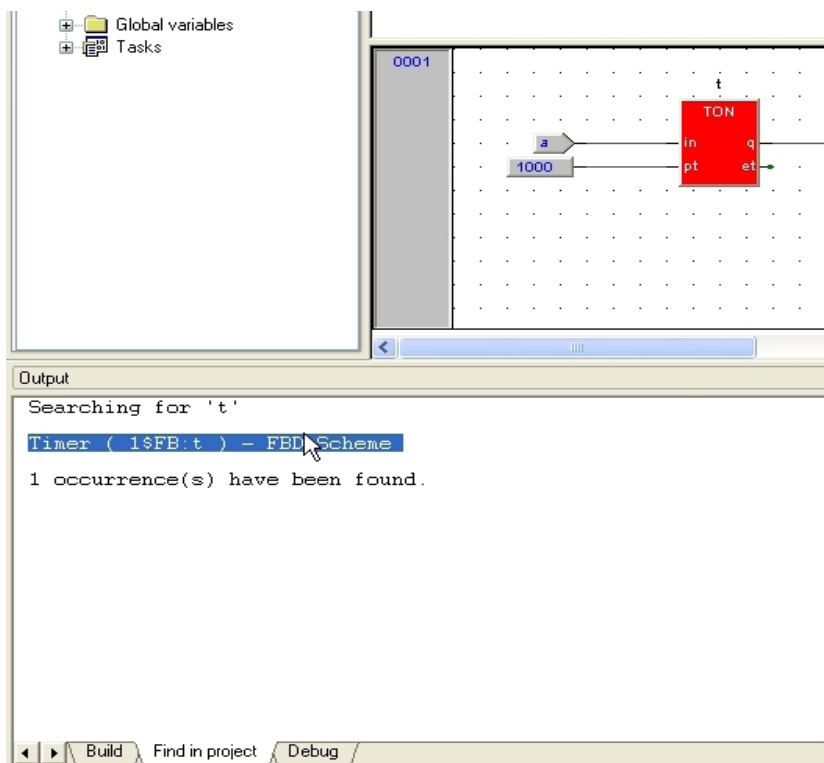 Global variables
Tasks
0001
t
TON
a
in
q
1000
pt
et
Output
Searching for 't'
Timer ( 1$FB:t ) - FBD Scheme
1 occurrence(s) have been found.
Build
Find in project
Debug